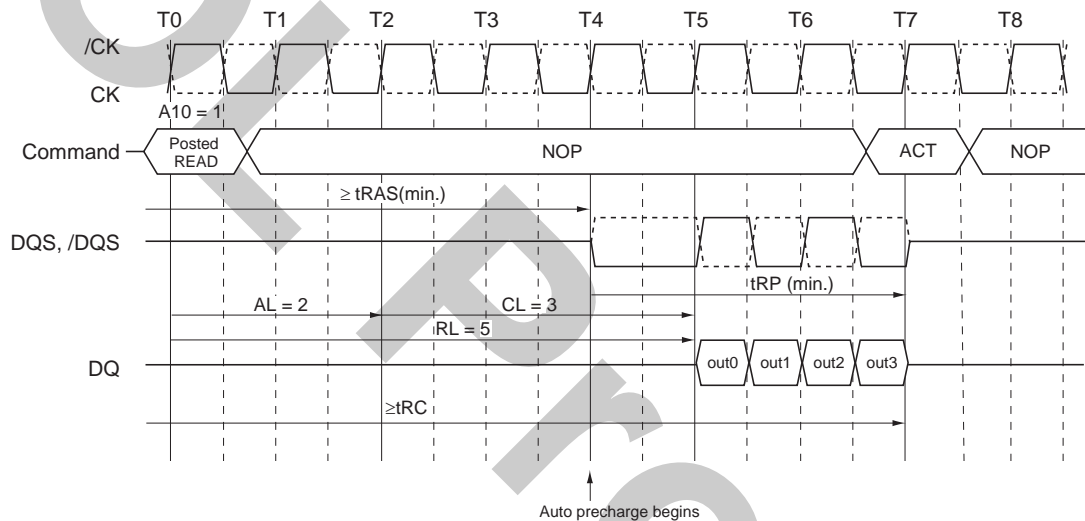 T0 T1 T2 T3 T4 T5 T6 T7 T8
/CK
CK
A10 = 1
Command
Posted
READ
NOP
ACT
NOP
≥ tRAS(min.)
DQS, /DQS
tRP (min.)
AL = 2
CL = 3
RL = 5
DQ
out0 out1 out2 out3
≥tRC
Auto precharge begins